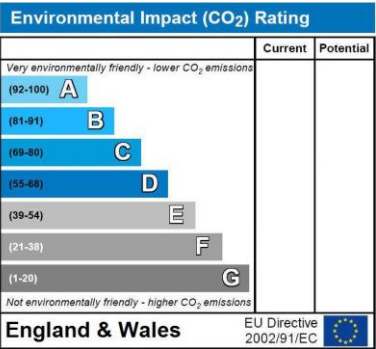 Environmental Impact (CO₂) Rating
Current Potential
Very environmentally friendly - lower CO₂ emissions
(92-100) A
(81-91) B
(69-80) C
(55-68) D
(39-54) E
(21-38) F
(1-20) G
Not environmentally friendly - higher CO₂ emissions
England & Wales
EU Directive
2002/91/EC